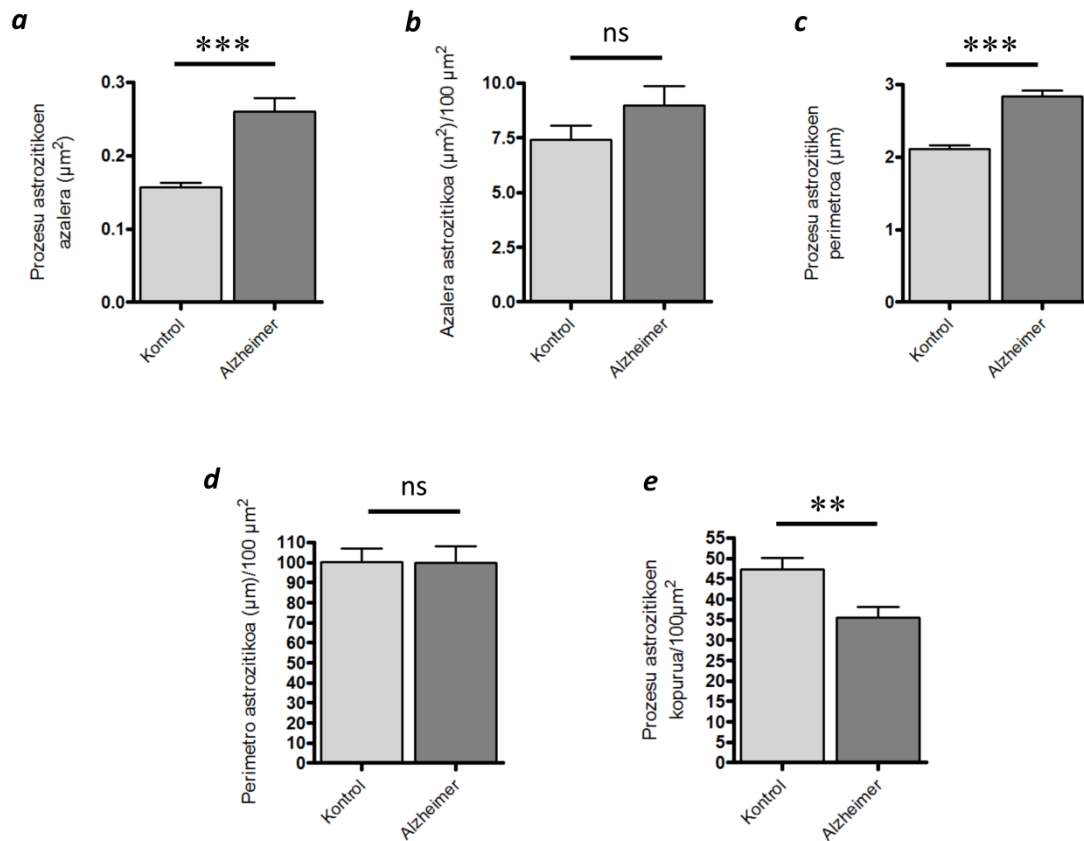 a
***
Prozesu astrozitikoen
azalera (µm²)
0.3
0.2
0.1
0.0
Kontrol
Alzheimer
b
ns
Azalera astrozitikoa (µm²)/100 µm²
10.0
7.5
5.0
2.5
0.0
Kontrol
Alzheimer
c
***
Prozesu astrozitikoen
perimetroa (µm)
3
2
1
0
Kontrol
Alzheimer
d
ns
Perimetro astrozitikoa (µm)/100 µm²
110
100
90
80
70
60
50
40
30
20
10
0
Kontrol
Alzheimer
e
**
Prozesu astrozitikoen
kopurua/100µm²
55
50
45
40
35
30
25
20
15
10
5
0
Kontrol
Alzheimer